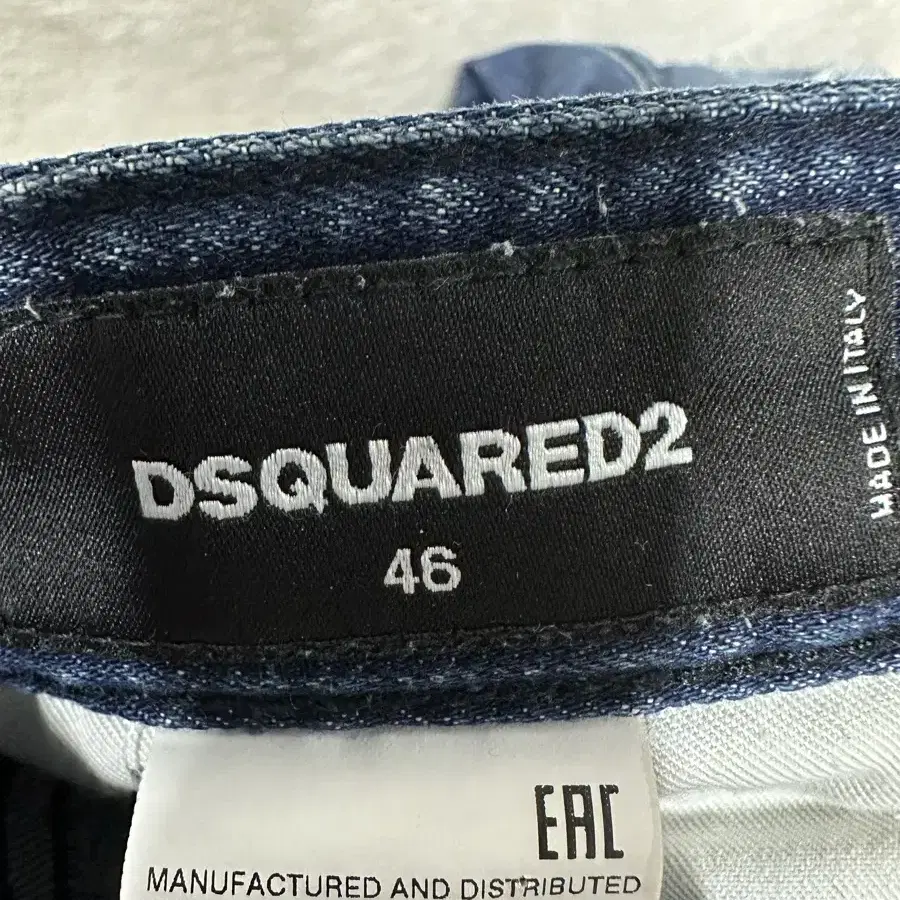 DSQUARED2
46
MADE IN ITALY
EAC
MANUFACTURED AND DISTRIBUTED